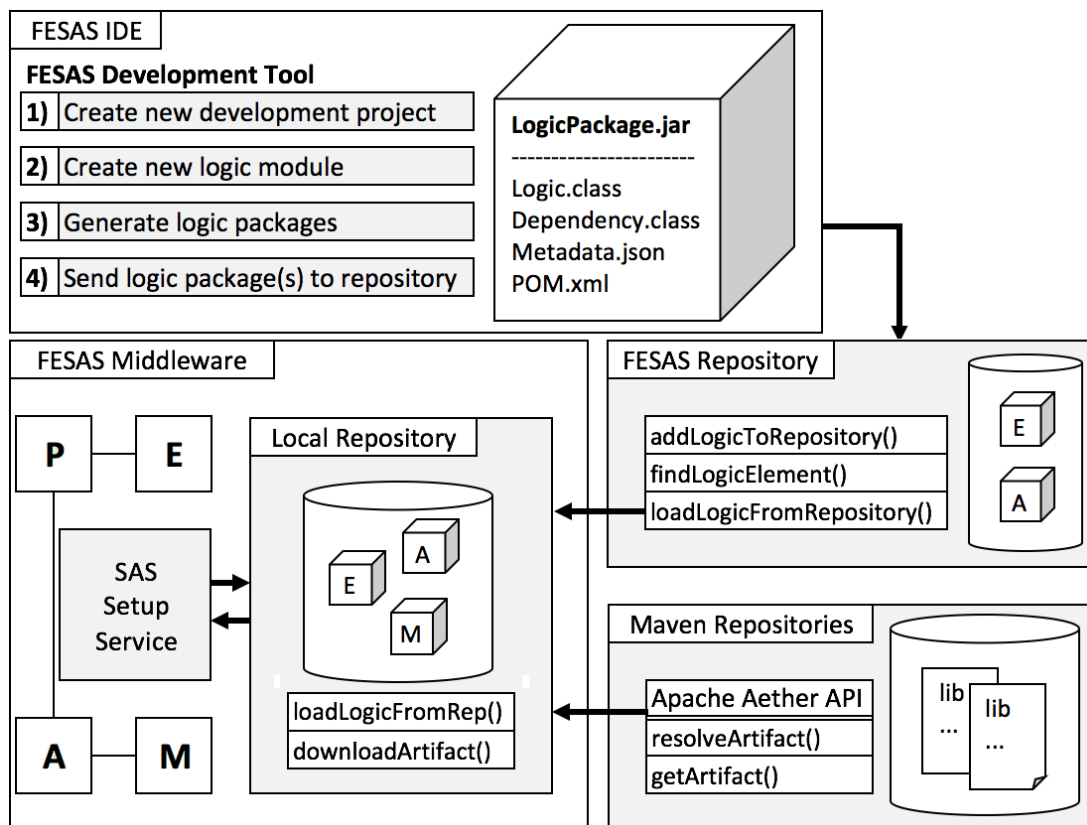 FESAS IDE
FESAS Development Tool
1) Create new development project
2) Create new logic module
3) Generate logic packages
4) Send logic package(s) to repository
LogicPackage.jar
-----------------------
Logic.class
Dependency.class
Metadata.json
POM.xml
FESAS Middleware
P
E
SAS
Setup
Service
A
M
Local Repository
A
E
M
loadLogicFromRep()
downloadArtifact()
FESAS Repository
addLogicToRepository()
findLogicElement()
loadLogicFromRepository()
E
A
Maven Repositories
Apache Aether API
resolveArtifact()
getArtifact()
lib
...
lib
...